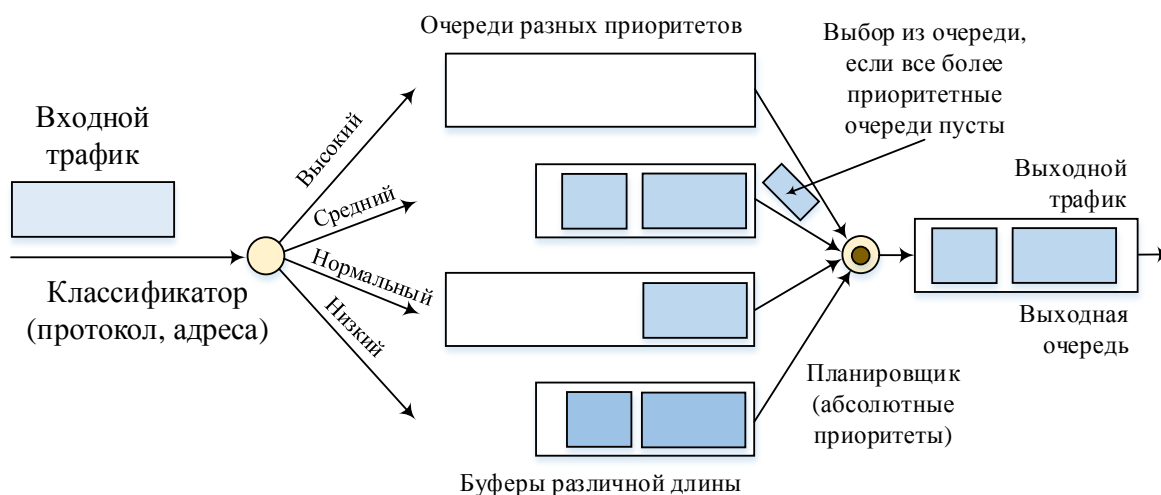 Очереди разных приоритетов
Выбор из очереди,
если все более
приоритетные
очереди пусты
Входной
трафик
Высокий
Средний
Нормальный
Низкий
Выходной
трафик
Классификатор
(протокол, адреса)
Выходная
очередь
Планировщик
(абсолютные
приоритеты)
Буферы различной длины